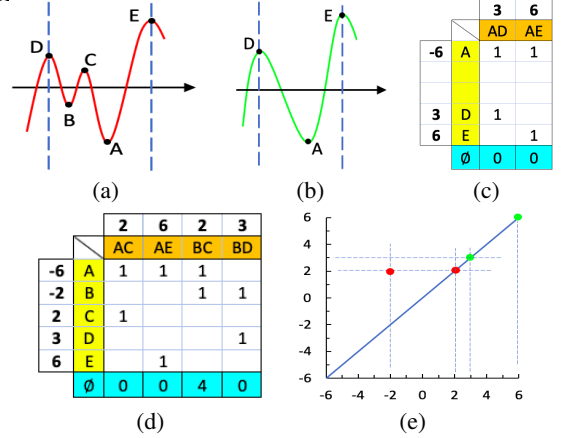 D
C
E
B
A
(a)
D
E
A
(b)
3 6
AD AE
-6 A 1 1
3 D 1
6 E 1
Ø 0 0
(c)
2 6 2 3
AC AE BC BD
-6 A 1 1 1
-2 B 1 1
2 C 1
3 D 1
6 E 1
Ø 0 0 4 0
(d)
6
4
2
0
-2
-4
-6
-6 -4 -2 0 2 4 6
(e)